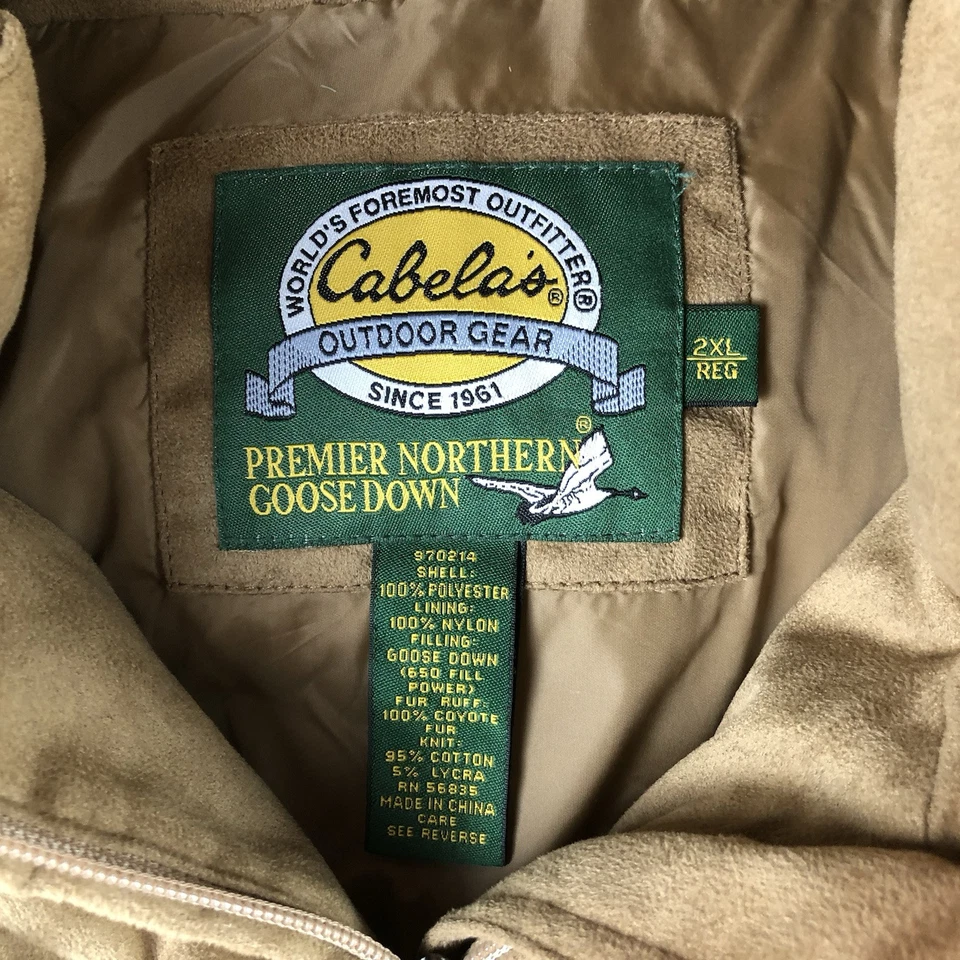 WORLD'S FOREMOST OUTFITTER®
Cabela's®
OUTDOOR GEAR
SINCE 1961
PREMIER NORTHERN®
GOOSE DOWN
2XL
REG
970214
SHELL:
100% POLYESTER
LINING:
100% NYLON
FILLING:
GOOSE DOWN
(650 FILL
POWER)
FUR RUFF:
100% COYOTE
FUR
KNIT:
95% COTTON
5% LYCRA
RN 56835
MADE IN CHINA
CARE
SEE REVERSE